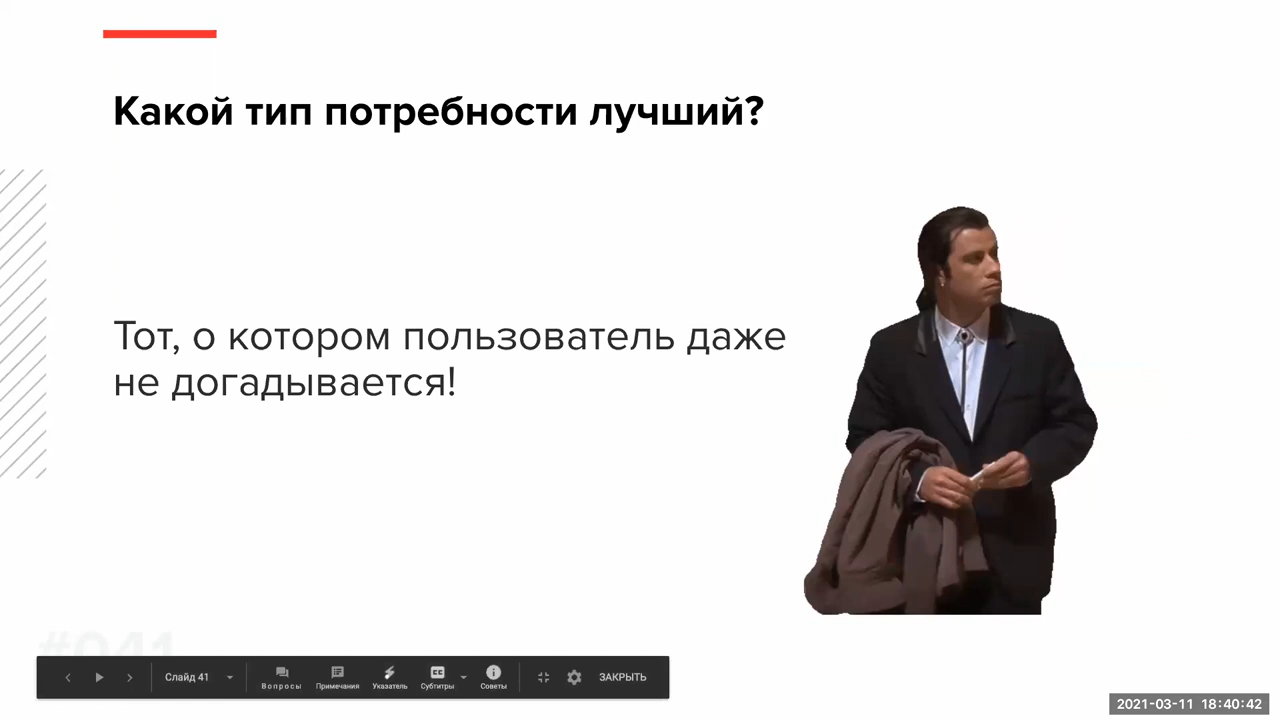 Какой тип потребности лучший?
Тот, о котором пользователь даже
не догадывается!
#041
Слайд 41
Вопросы
Примечания
Указатель
Субтитры
Советы
ЗАКРЫТЬ
2021-03-11 18:40:42